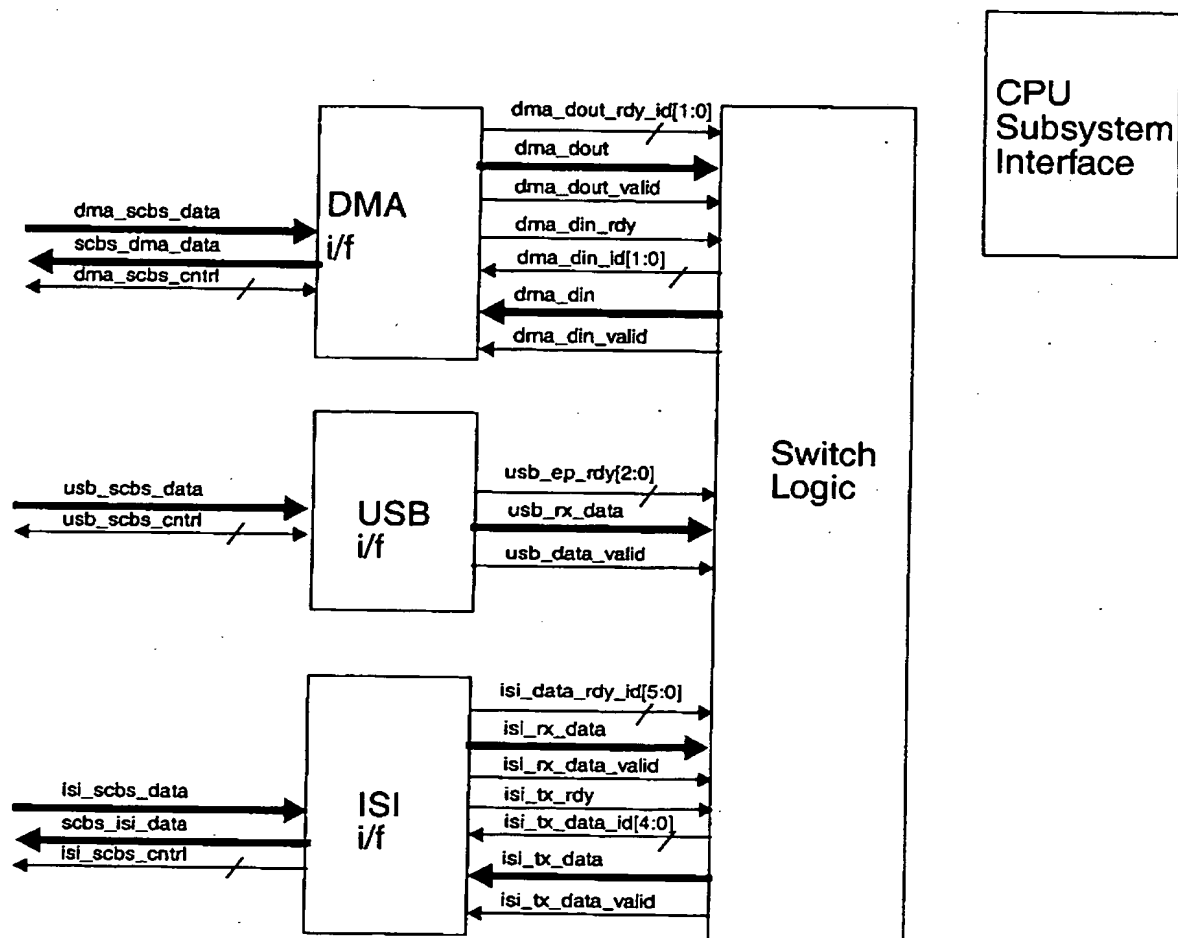 CPU
Subsystem
Interface
dma_dout_rdy_id[1:0]
dma_dout
dma_dout_valid
dma_din_rdy
dma_din_id[1:0]
dma_din
dma_din_valid
DMA
i/f
dma_scbs_data
scbs_dma_data
dma_scbs_cntrl
Switch
Logic
usb_ep_rdy[2:0]
usb_rx_data
usb_data_valid
USB
i/f
usb_scbs_data
usb_scbs_cntrl
isi_data_rdy_id[5:0]
isi_rx_data
isi_rx_data_valid
isi_tx_rdy
isi_tx_data_id[4:0]
isi_tx_data
isi_tx_data_valid
ISI
i/f
isi_scbs_data
scbs_isi_data
isi_scbs_cntrl